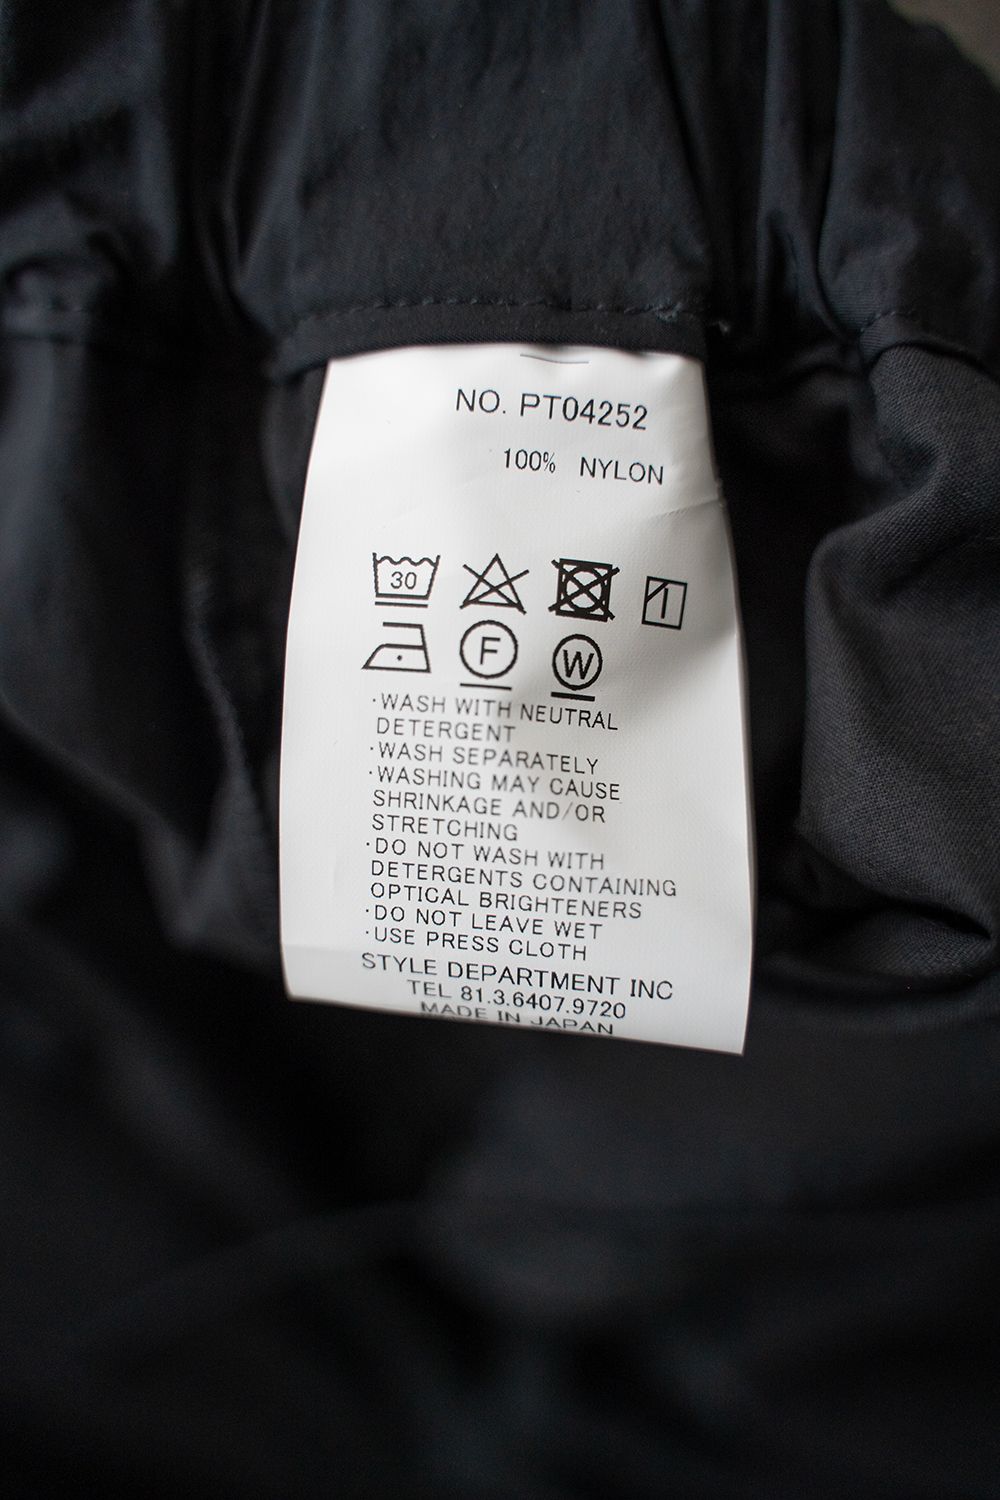 NO. PT04252
100% NYLON
30
F W
·WASH WITH NEUTRAL
DETERGENT
·WASH SEPARATELY
·WASHING MAY CAUSE
SHRINKAGE AND/OR
STRETCHING
·DO NOT WASH WITH
DETERGENTS CONTAINING
OPTICAL BRIGHTENERS
·DO NOT LEAVE WET
·USE PRESS CLOTH
STYLE DEPARTMENT INC
TEL 81.3.6407.9720
MADE IN JAPAN